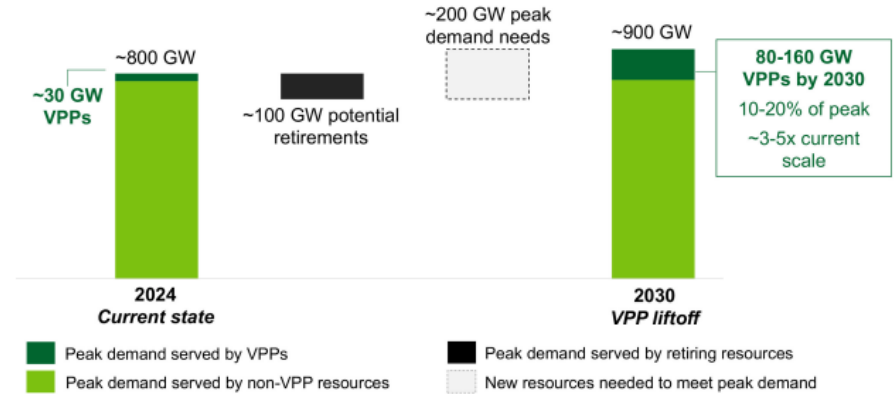 ~200 GW peak
demand needs
~800 GW
~900 GW
~30 GW
VPPs
~100 GW potential
retirements
80-160 GW
VPPs by 2030
10-20% of peak
~3-5x current
scale
2024
Current state
2030
VPP liftoff
Peak demand served by VPPs
Peak demand served by retiring resources
Peak demand served by non-VPP resources
New resources needed to meet peak demand